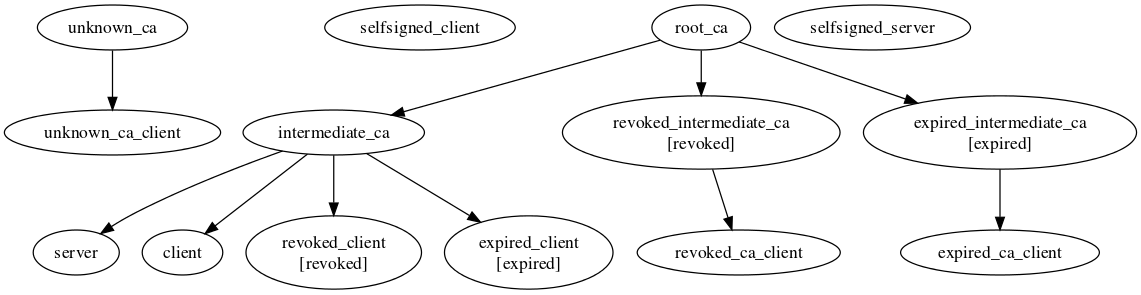 unknown_ca
selfsigned_client
root_ca
selfsigned_server
unknown_ca_client
intermediate_ca
revoked_intermediate_ca
[revoked]
expired_intermediate_ca
[expired]
server
client
revoked_client
[revoked]
expired_client
[expired]
revoked_ca_client
expired_ca_client